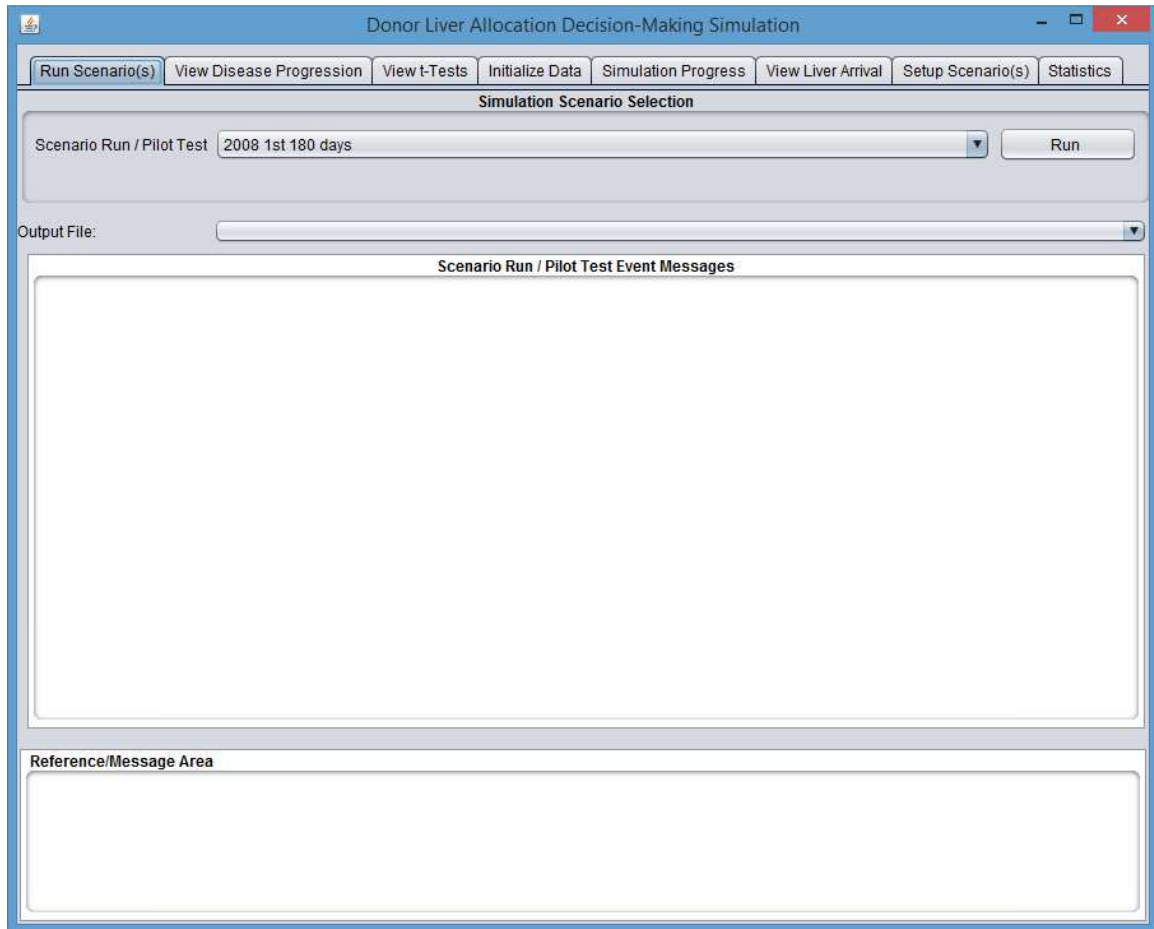 Donor Liver Allocation Decision-Making Simulation
Run Scenario(s) View Disease Progression View t-Tests Initialize Data Simulation Progress View Liver Arrival Setup Scenario(s) Statistics
Simulation Scenario Selection
Scenario Run / Pilot Test 2008 1st 180 days Run
Output File:
Scenario Run / Pilot Test Event Messages
Reference/Message Area